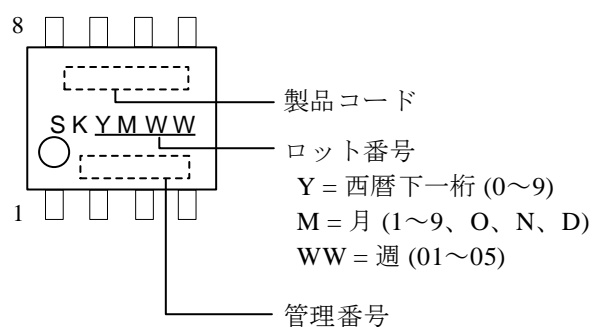 8
製品コード
SKYMWW
ロット番号
Y = 西暦下一桁 (0～9)
M = 月 (1～9、O、N、D)
1
WW = 週 (01～05)
管理番号